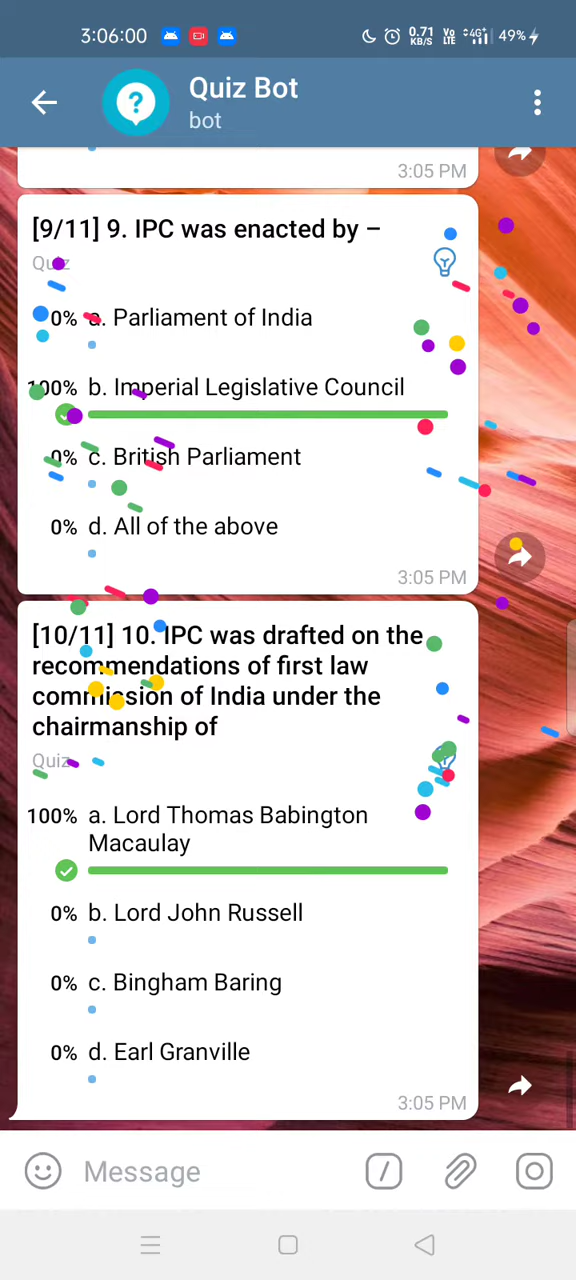 3:06:00
0.71 KB/S
Vo LTE
4G+
49%
Quiz Bot
bot
3:05 PM
[9/11] 9. IPC was enacted by –
Quiz
0% a. Parliament of India
100% b. Imperial Legislative Council
0% c. British Parliament
0% d. All of the above
3:05 PM
[10/11] 10. IPC was drafted on the
recommendations of first law
commission of India under the
chairmanship of
Quiz
100% a. Lord Thomas Babington
Macaulay
0% b. Lord John Russell
0% c. Bingham Baring
0% d. Earl Granville
3:05 PM
Message